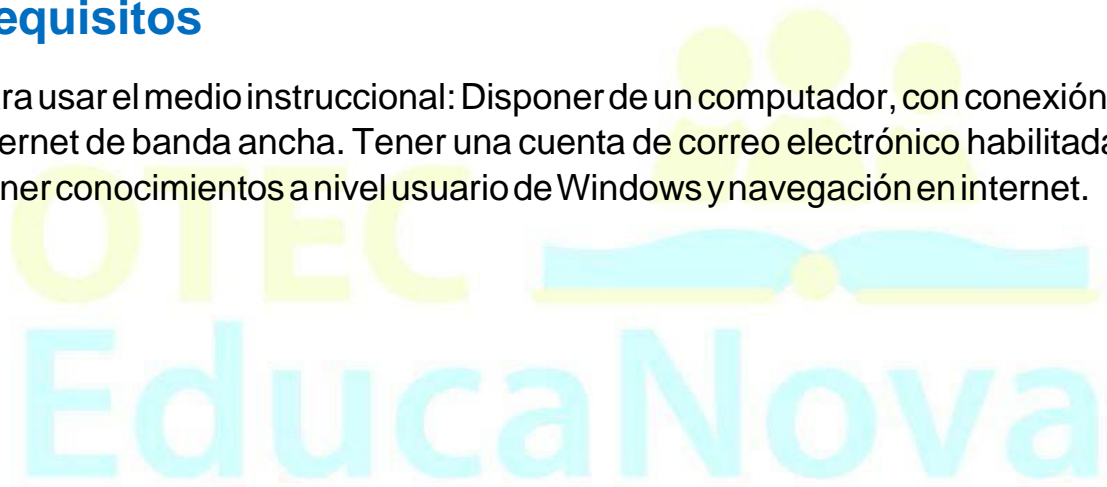 equisitos
ra usar el medio instruccional: Disponer de un computador, con conexión
ernet de banda ancha. Tener una cuenta de correo electrónico habilitada
ner conocimientos a nivel usuario de Windows y navegación en internet.
OTEC
EducaNova